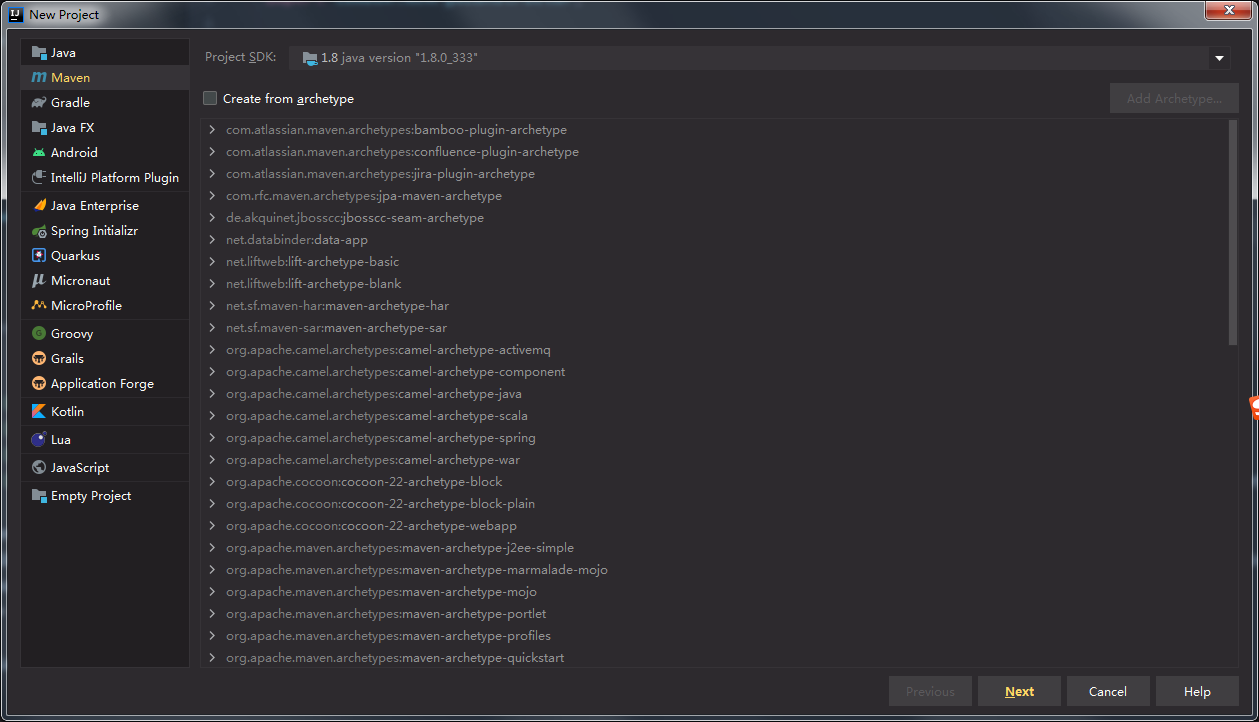 New Project
Java
Maven
Gradle
Java FX
Android
IntelliJ Platform Plugin
Java Enterprise
Spring Initializr
Quarkus
Micronaut
MicroProfile
Groovy
Grails
Application Forge
Kotlin
Lua
JavaScript
Empty Project
Project SDK: 1.8 java version "1.8.0_333"
Create from archetype Add Archetype...
com.atlassian.maven.archetypes:bamboo-plugin-archetype
com.atlassian.maven.archetypes:confluence-plugin-archetype
com.atlassian.maven.archetypes:jira-plugin-archetype
com.rfc.maven.archetypes:jpa-maven-archetype
de.akquinet.jbosscc:jbosscc-seam-archetype
net.databinder:data-app
net.liftweb:lift-archetype-basic
net.liftweb:lift-archetype-blank
net.sf.maven-har:maven-archetype-har
net.sf.maven-sar:maven-archetype-sar
org.apache.camel.archetypes:camel-archetype-activemq
org.apache.camel.archetypes:camel-archetype-component
org.apache.camel.archetypes:camel-archetype-java
org.apache.camel.archetypes:camel-archetype-scala
org.apache.camel.archetypes:camel-archetype-spring
org.apache.camel.archetypes:camel-archetype-war
org.apache.cocoon:cocoon-22-archetype-block
org.apache.cocoon:cocoon-22-archetype-block-plain
org.apache.cocoon:cocoon-22-archetype-webapp
org.apache.maven.archetypes:maven-archetype-j2ee-simple
org.apache.maven.archetypes:maven-archetype-marmalade-mojo
org.apache.maven.archetypes:maven-archetype-mojo
org.apache.maven.archetypes:maven-archetype-portlet
org.apache.maven.archetypes:maven-archetype-profiles
org.apache.maven.archetypes:maven-archetype-quickstart
Previous Next Cancel Help